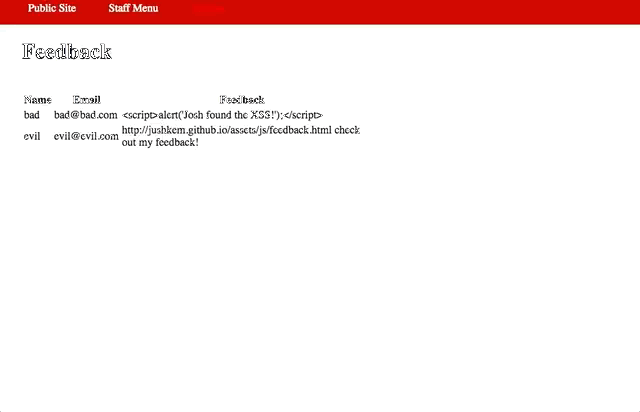 Public Site Staff Menu
Feedback
Name Email Feedback
bad bad@bad.com <script>alert('Josh found the XSS!');</script>
evil evil@evil.com http://jushkem.github.io/assets/js/feedback.html check
out my feedback!